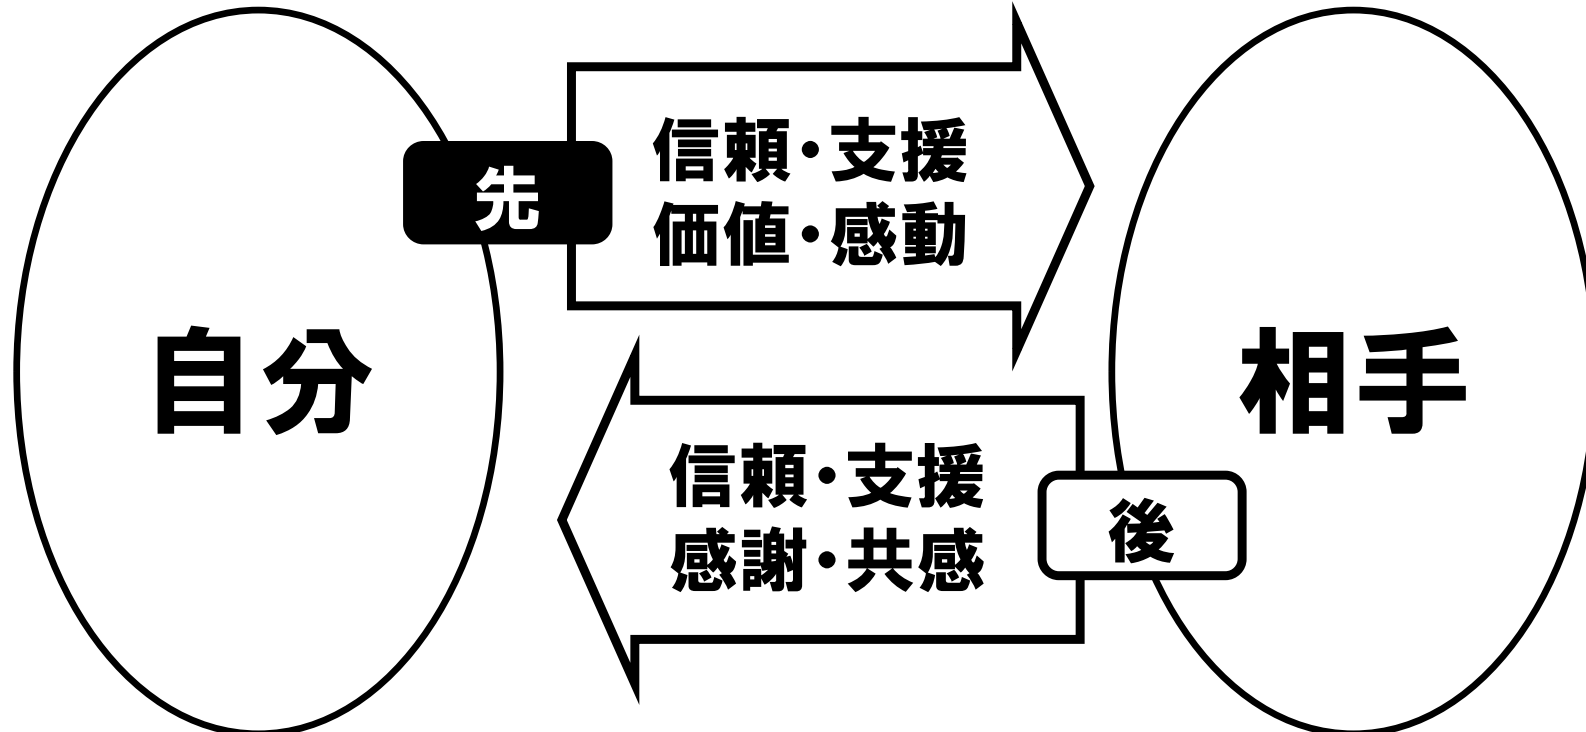 先
信頼・支援
価値・感動
自分
相手
信頼・支援
感謝・共感
後